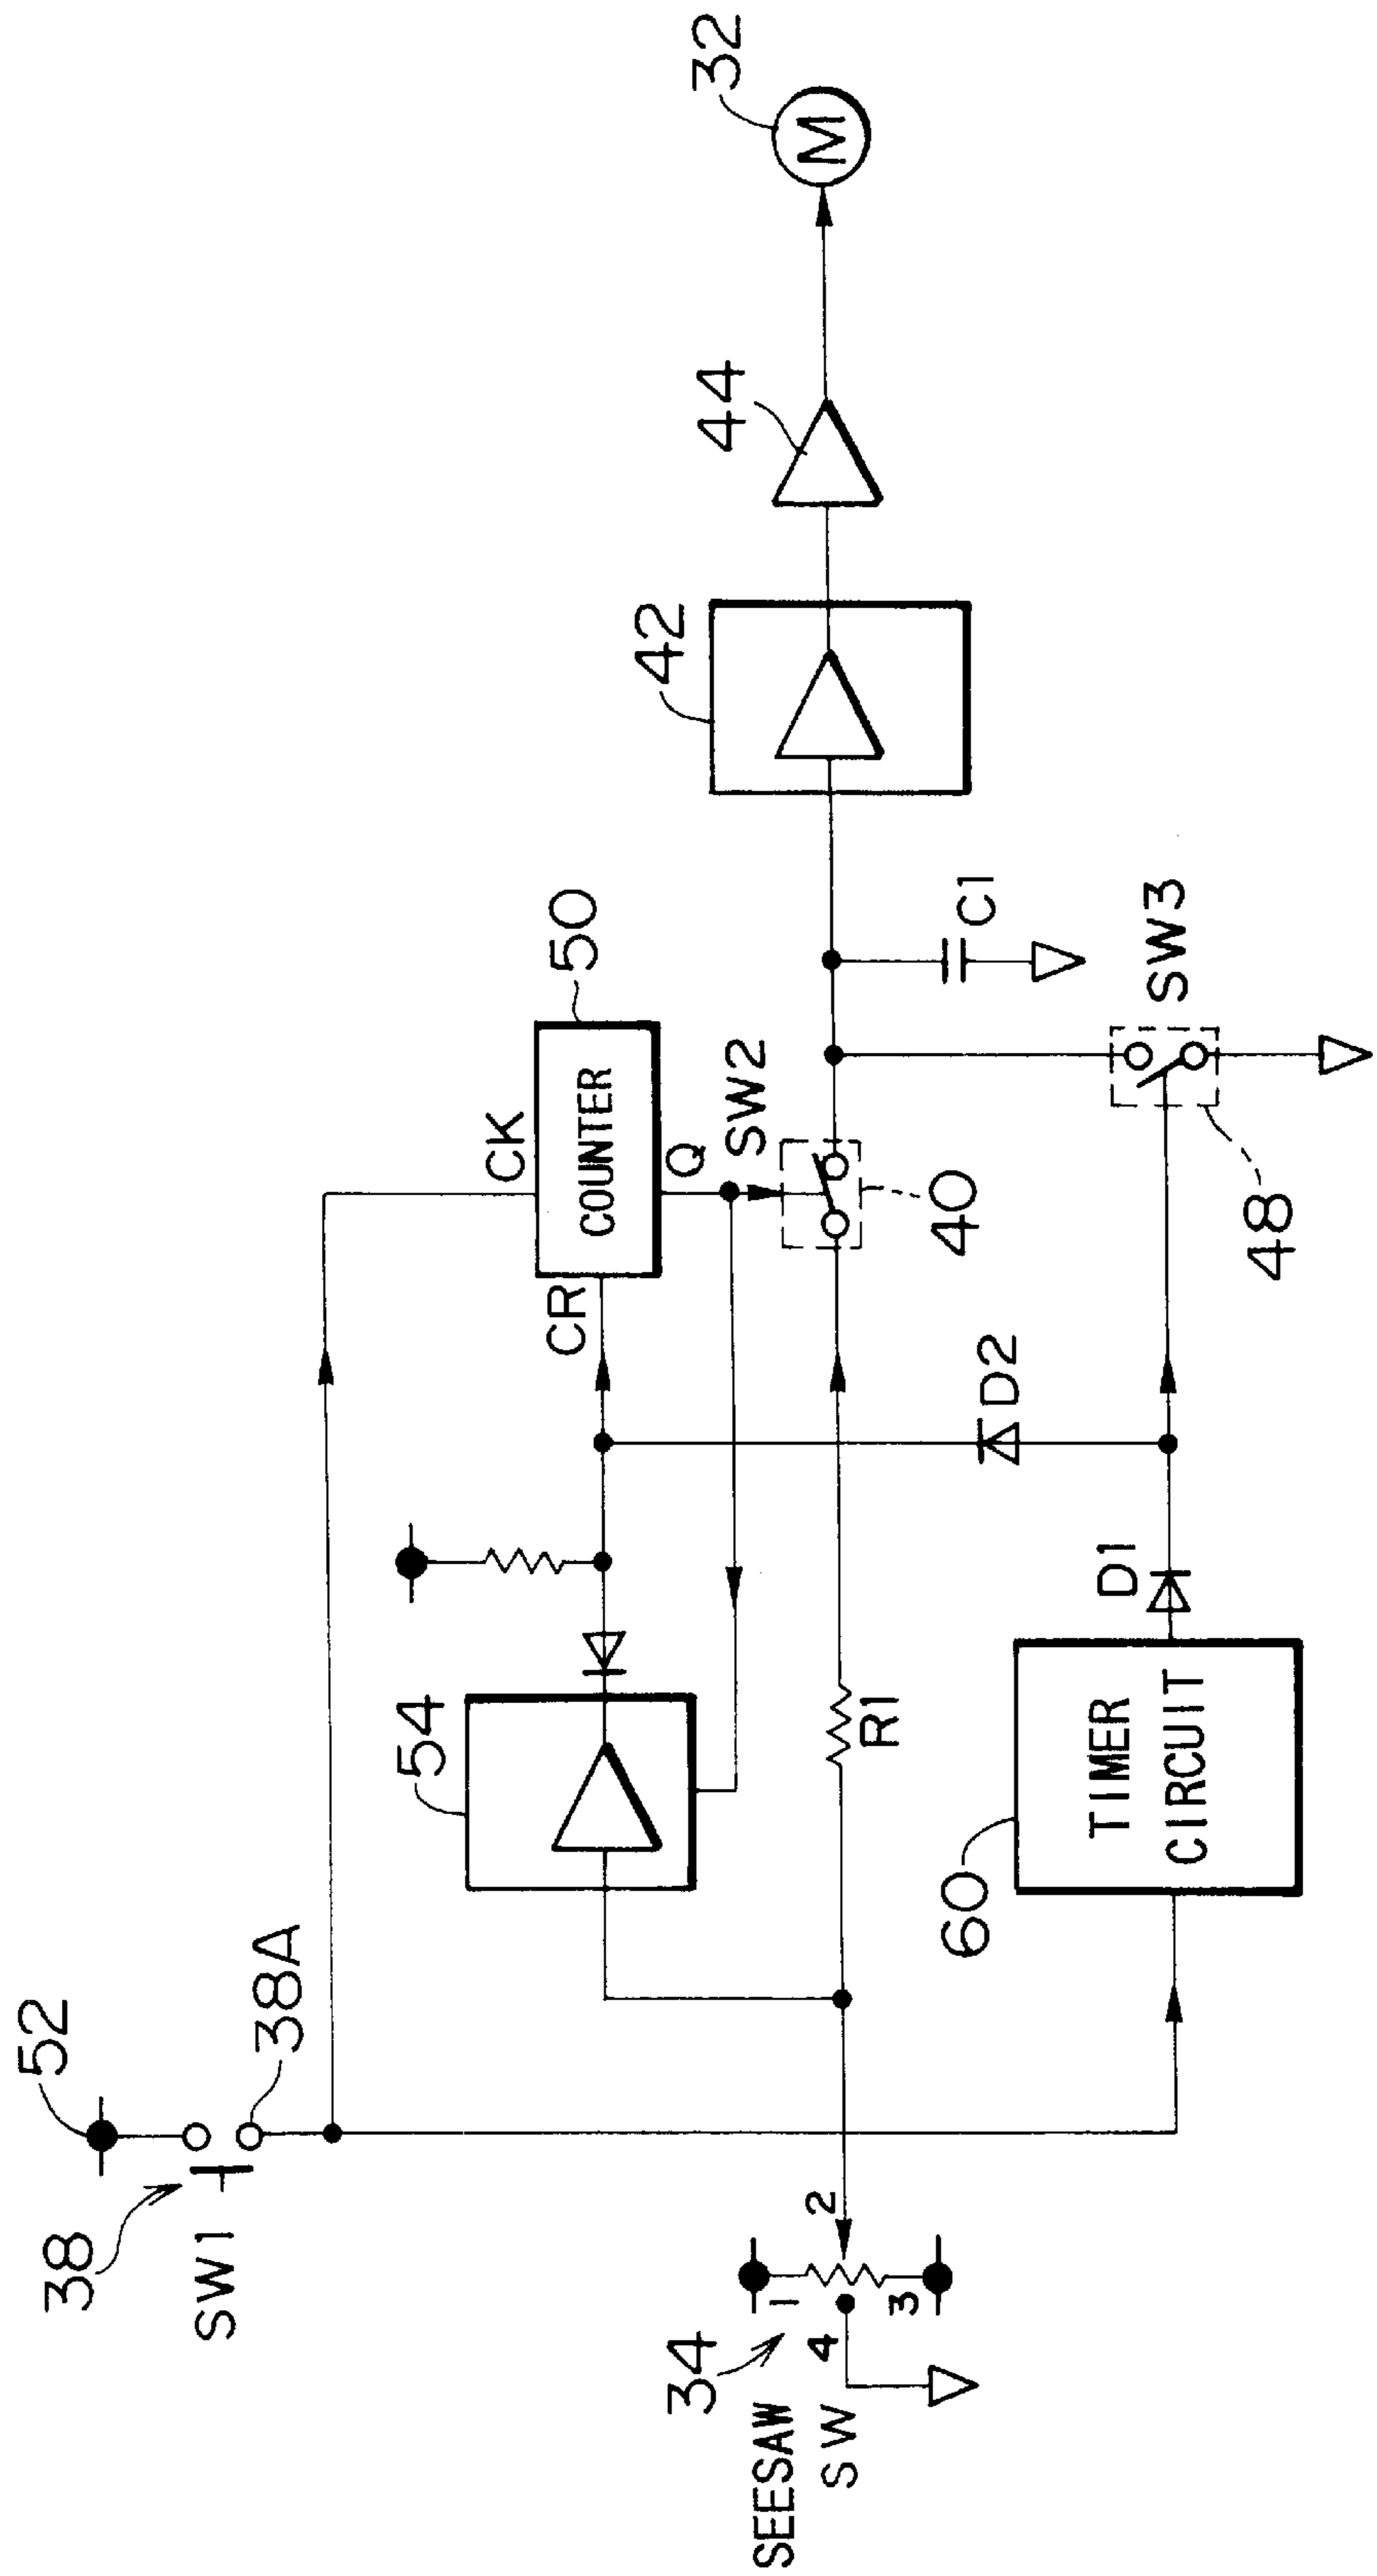 52
38
SW1
38A
54
CK
CR
COUNTER
50
Q
SW2
40
42
44
32
M
C1
SW3
48
D2
D1
R1
60
TIMER
CIRCUIT
34
1
2
3
4
SEESAW
SW